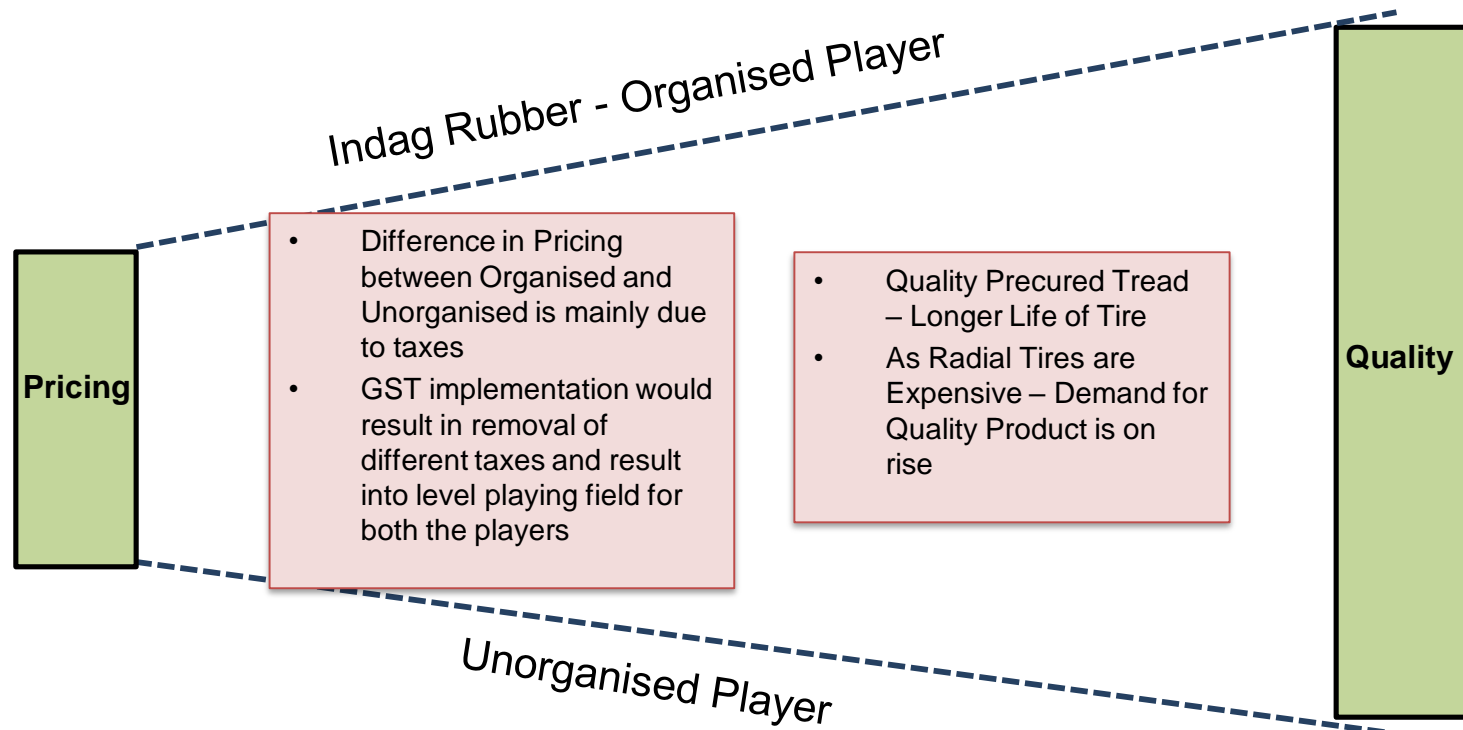 Indag Rubber - Organised Player
Pricing
• Difference in Pricing
between Organised and
Unorganised is mainly due
to taxes
• GST implementation would
result in removal of
different taxes and result
into level playing field for
both the players
• Quality Precured Tread
– Longer Life of Tire
• As Radial Tires are
Expensive – Demand for
Quality Product is on
rise
Quality
Unorganised Player